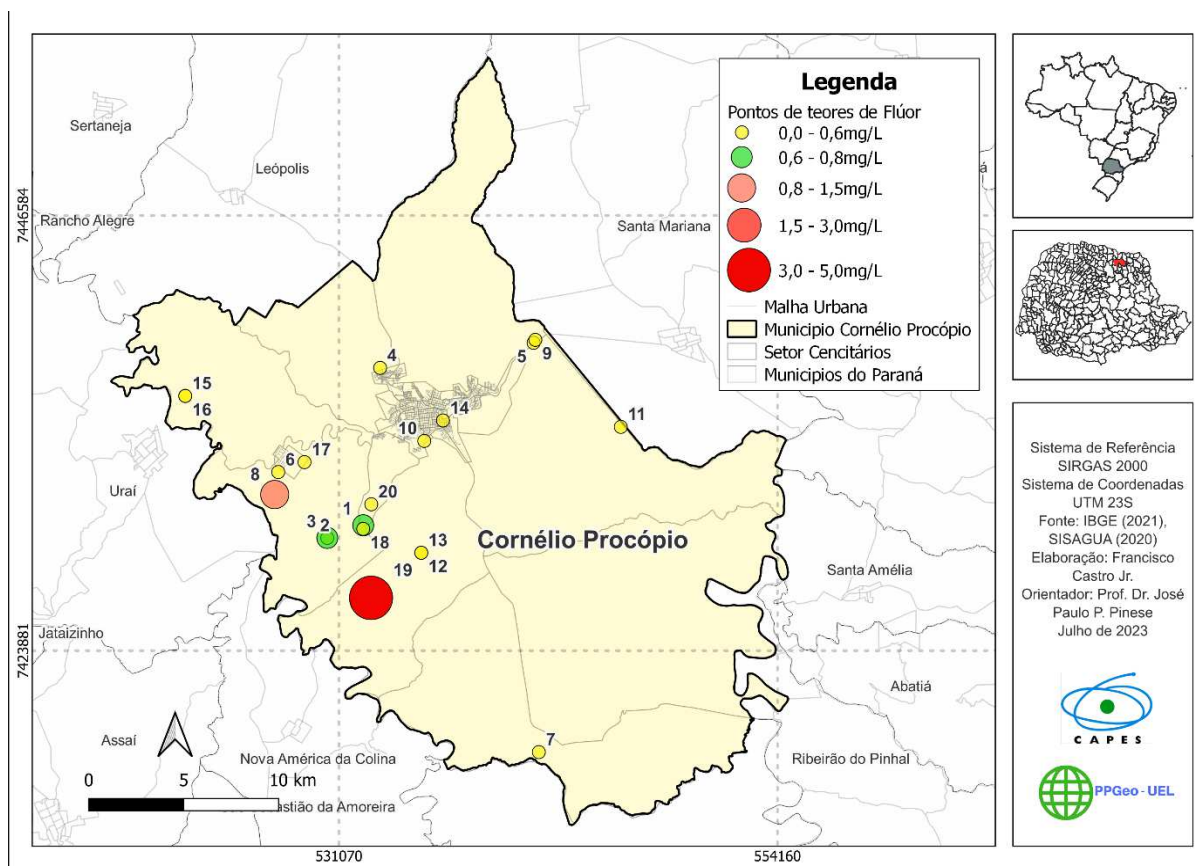 Sertaneja
Leópolis
Rancho Alegre
Santa Mariana
7446584
Legenda
Pontos de teores de Flúor
0,0 - 0,6mg/L
0,6 - 0,8mg/L
0,8 - 1,5mg/L
1,5 - 3,0mg/L
3,0 - 5,0mg/L
Malha Urbana
Municipio Cornélio Procópio
Setor Cencitários
Municipios do Paraná
4
5
9
15
16
14
10
11
17
6
8
Uraí
20
1
3
2
18
Cornélio Procópio
13
19
12
Santa Amélia
Jataizinho
7423881
Abatiá
7
Assaí
Nova América da Colina
Ribeirão do Pinhal
0
5
10 km
astião da Amoreira
531070
554160
Sistema de Referência
SIRGAS 2000
Sistema de Coordenadas
UTM 23S
Fonte: IBGE (2021),
SISAGUA (2020)
Elaboração: Francisco
Castro Jr.
Orientador: Prof. Dr. José
Paulo P. Pinese
Julho de 2023
CAPES
PPGeo-UEL